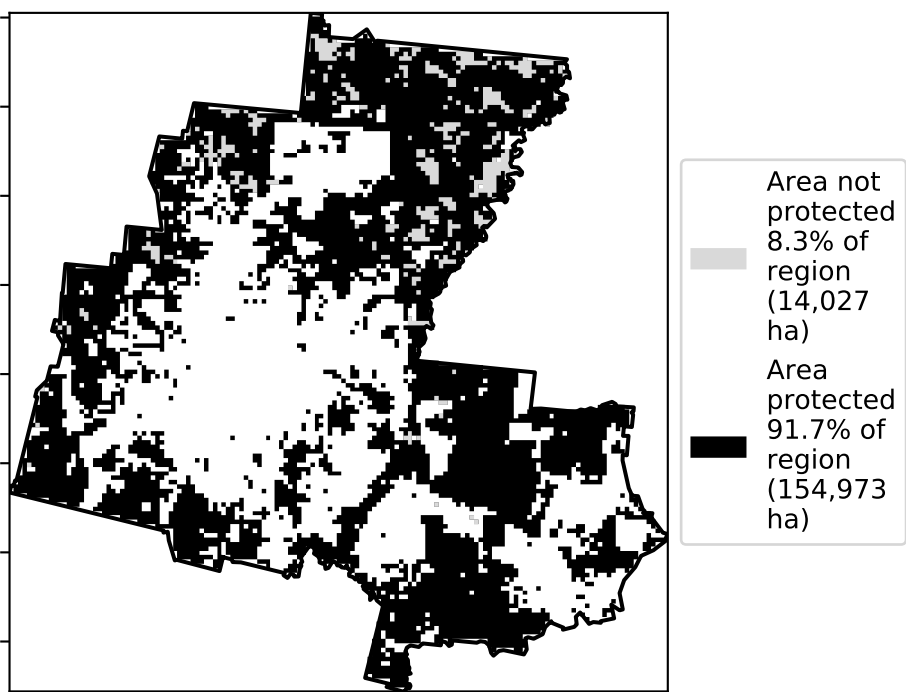 Area not
protected
8.3% of
region
(14,027
ha)
Area
protected
91.7% of
region
(154,973
ha)